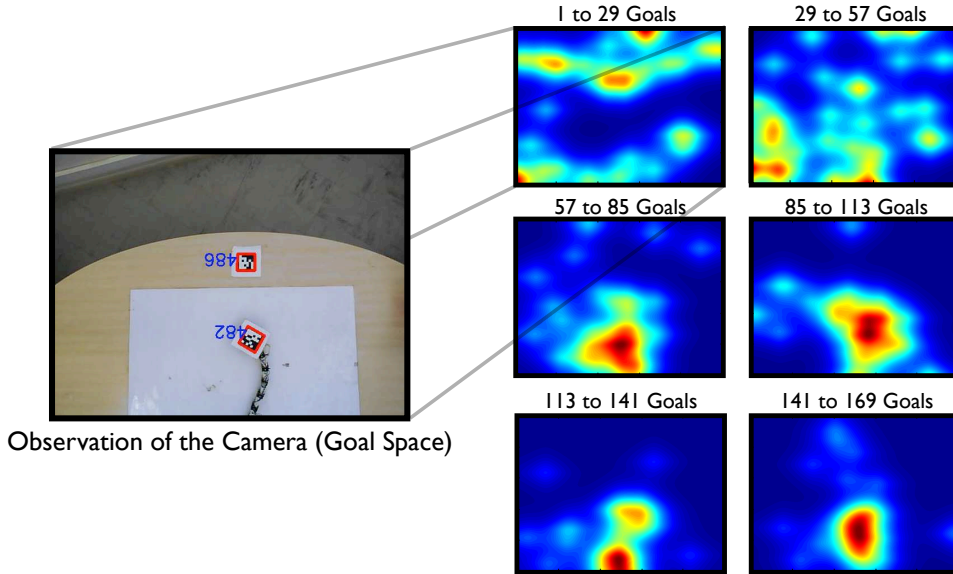 1 to 29 Goals
29 to 57 Goals
486
482
57 to 85 Goals
85 to 113 Goals
113 to 141 Goals
141 to 169 Goals
Observation of the Camera (Goal Space)